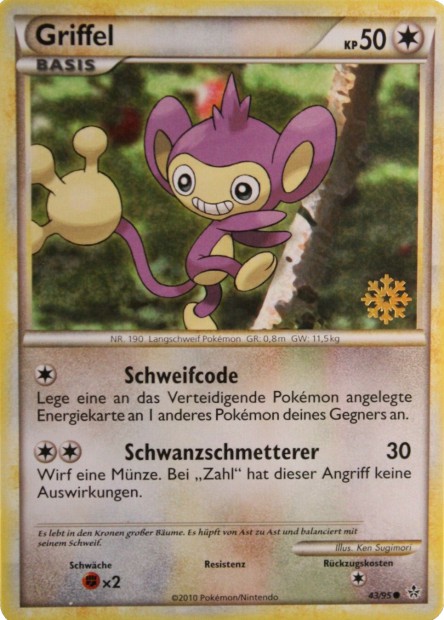 Griffel KP 50
BASIS
NR. 190 Langschweif Pokémon GR: 0,8m GW: 11,5kg
Schweifcode
Lege eine an das Verteidigende Pokémon angelegte
Energiekarte an 1 anderes Pokémon deines Gegners an.
Schwanzschmetterer 30
Wirf eine Münze. Bei „Zahl" hat dieser Angriff keine
Auswirkungen.
Es lebt in den Kronen großer Bäume. Es hüpft von Ast zu Ast und balanciert mit
seinem Schweif.
Illus. Ken Sugimori
Schwäche Resistenz Rückzugskosten
×2
©2010 Pokémon/Nintendo 43/95